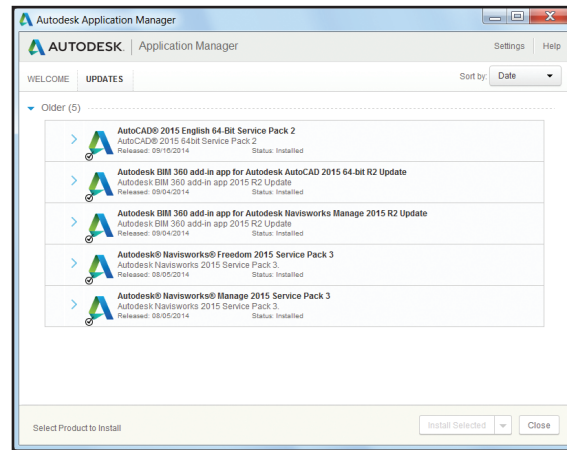 Autodesk Application Manager
AUTODESK. Application Manager
Settings Help
WELCOME UPDATES
Sort by: Date
Older (5)
AutoCAD® 2015 English 64-Bit Service Pack 2
AutoCAD® 2015 64bit Service Pack 2
Released: 09/16/2014 Status: Installed
Autodesk BIM 360 add-in app for Autodesk AutoCAD 2015 64-bit R2 Update
Autodesk BIM 360 add-in app 2015 R2 Update
Released: 09/04/2014 Status: Installed
Autodesk BIM 360 add-in app for Autodesk Navisworks Manage 2015 R2 Update
Autodesk BIM 360 add-in app 2015 R2 Update
Released: 09/04/2014 Status: Installed
Autodesk® Navisworks® Freedom 2015 Service Pack 3
Autodesk Navisworks 2015 Service Pack 3.
Released: 08/05/2014 Status: Installed
Autodesk® Navisworks® Manage 2015 Service Pack 3
Autodesk Navisworks 2015 Service Pack 3.
Released: 08/05/2014 Status: Installed
Select Product to Install
Install Selected Close